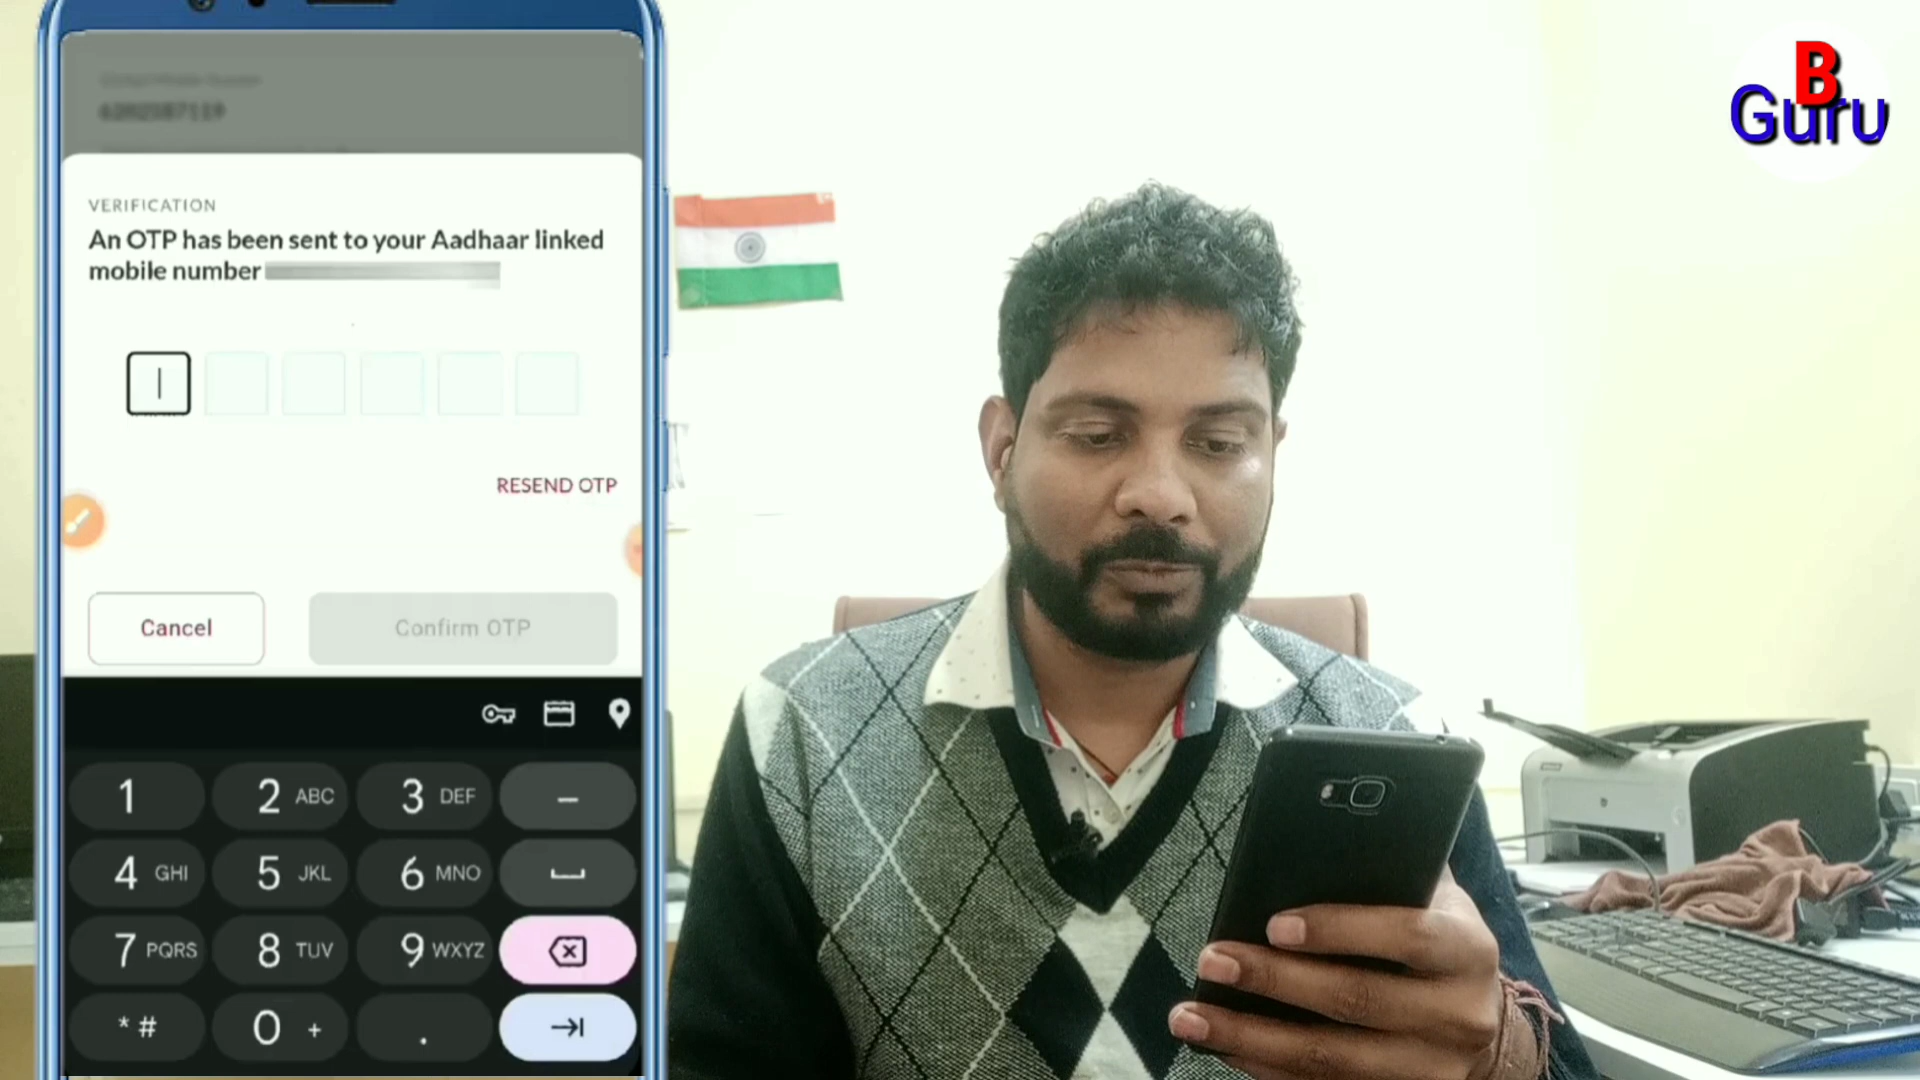 B
Guru
VERIFICATION
An OTP has been sent to your Aadhaar linked
mobile number
RESEND OTP
Cancel
Confirm OTP
1
2 ABC
3 DEF
–
4 GHI
5 JKL
6 MNO
7 PQRS
8 TUV
9 WXYZ
* #
0 +
.